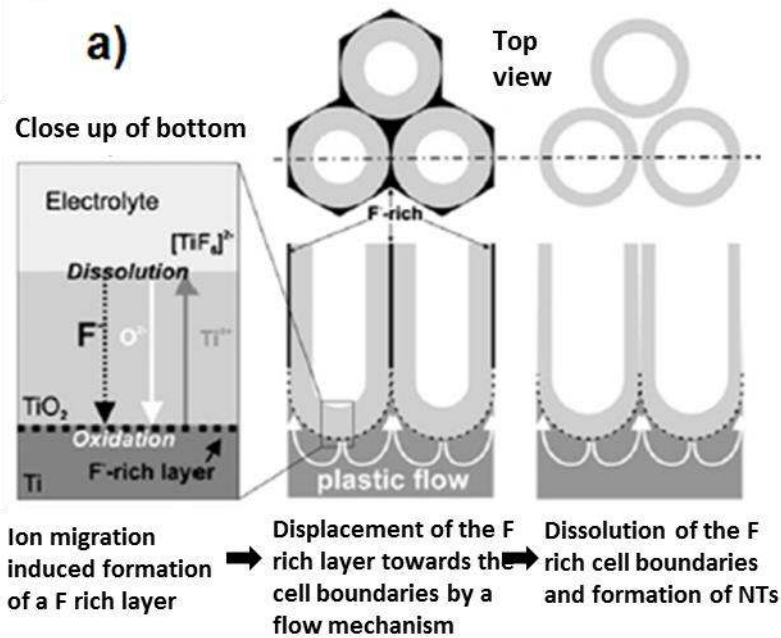 a)
Top
view
Close up of bottom
Electrolyte
[TiF₆]²⁻
Dissolution
F⁻
O²⁻
Ti⁴⁺
TiO₂
Oxidation
F⁻-rich layer
Ti
F⁻-rich
plastic flow
Ion migration
induced formation
of a F rich layer
Displacement of the F
rich layer towards the
cell boundaries by a
flow mechanism
Dissolution of the F
rich cell boundaries
and formation of NTs